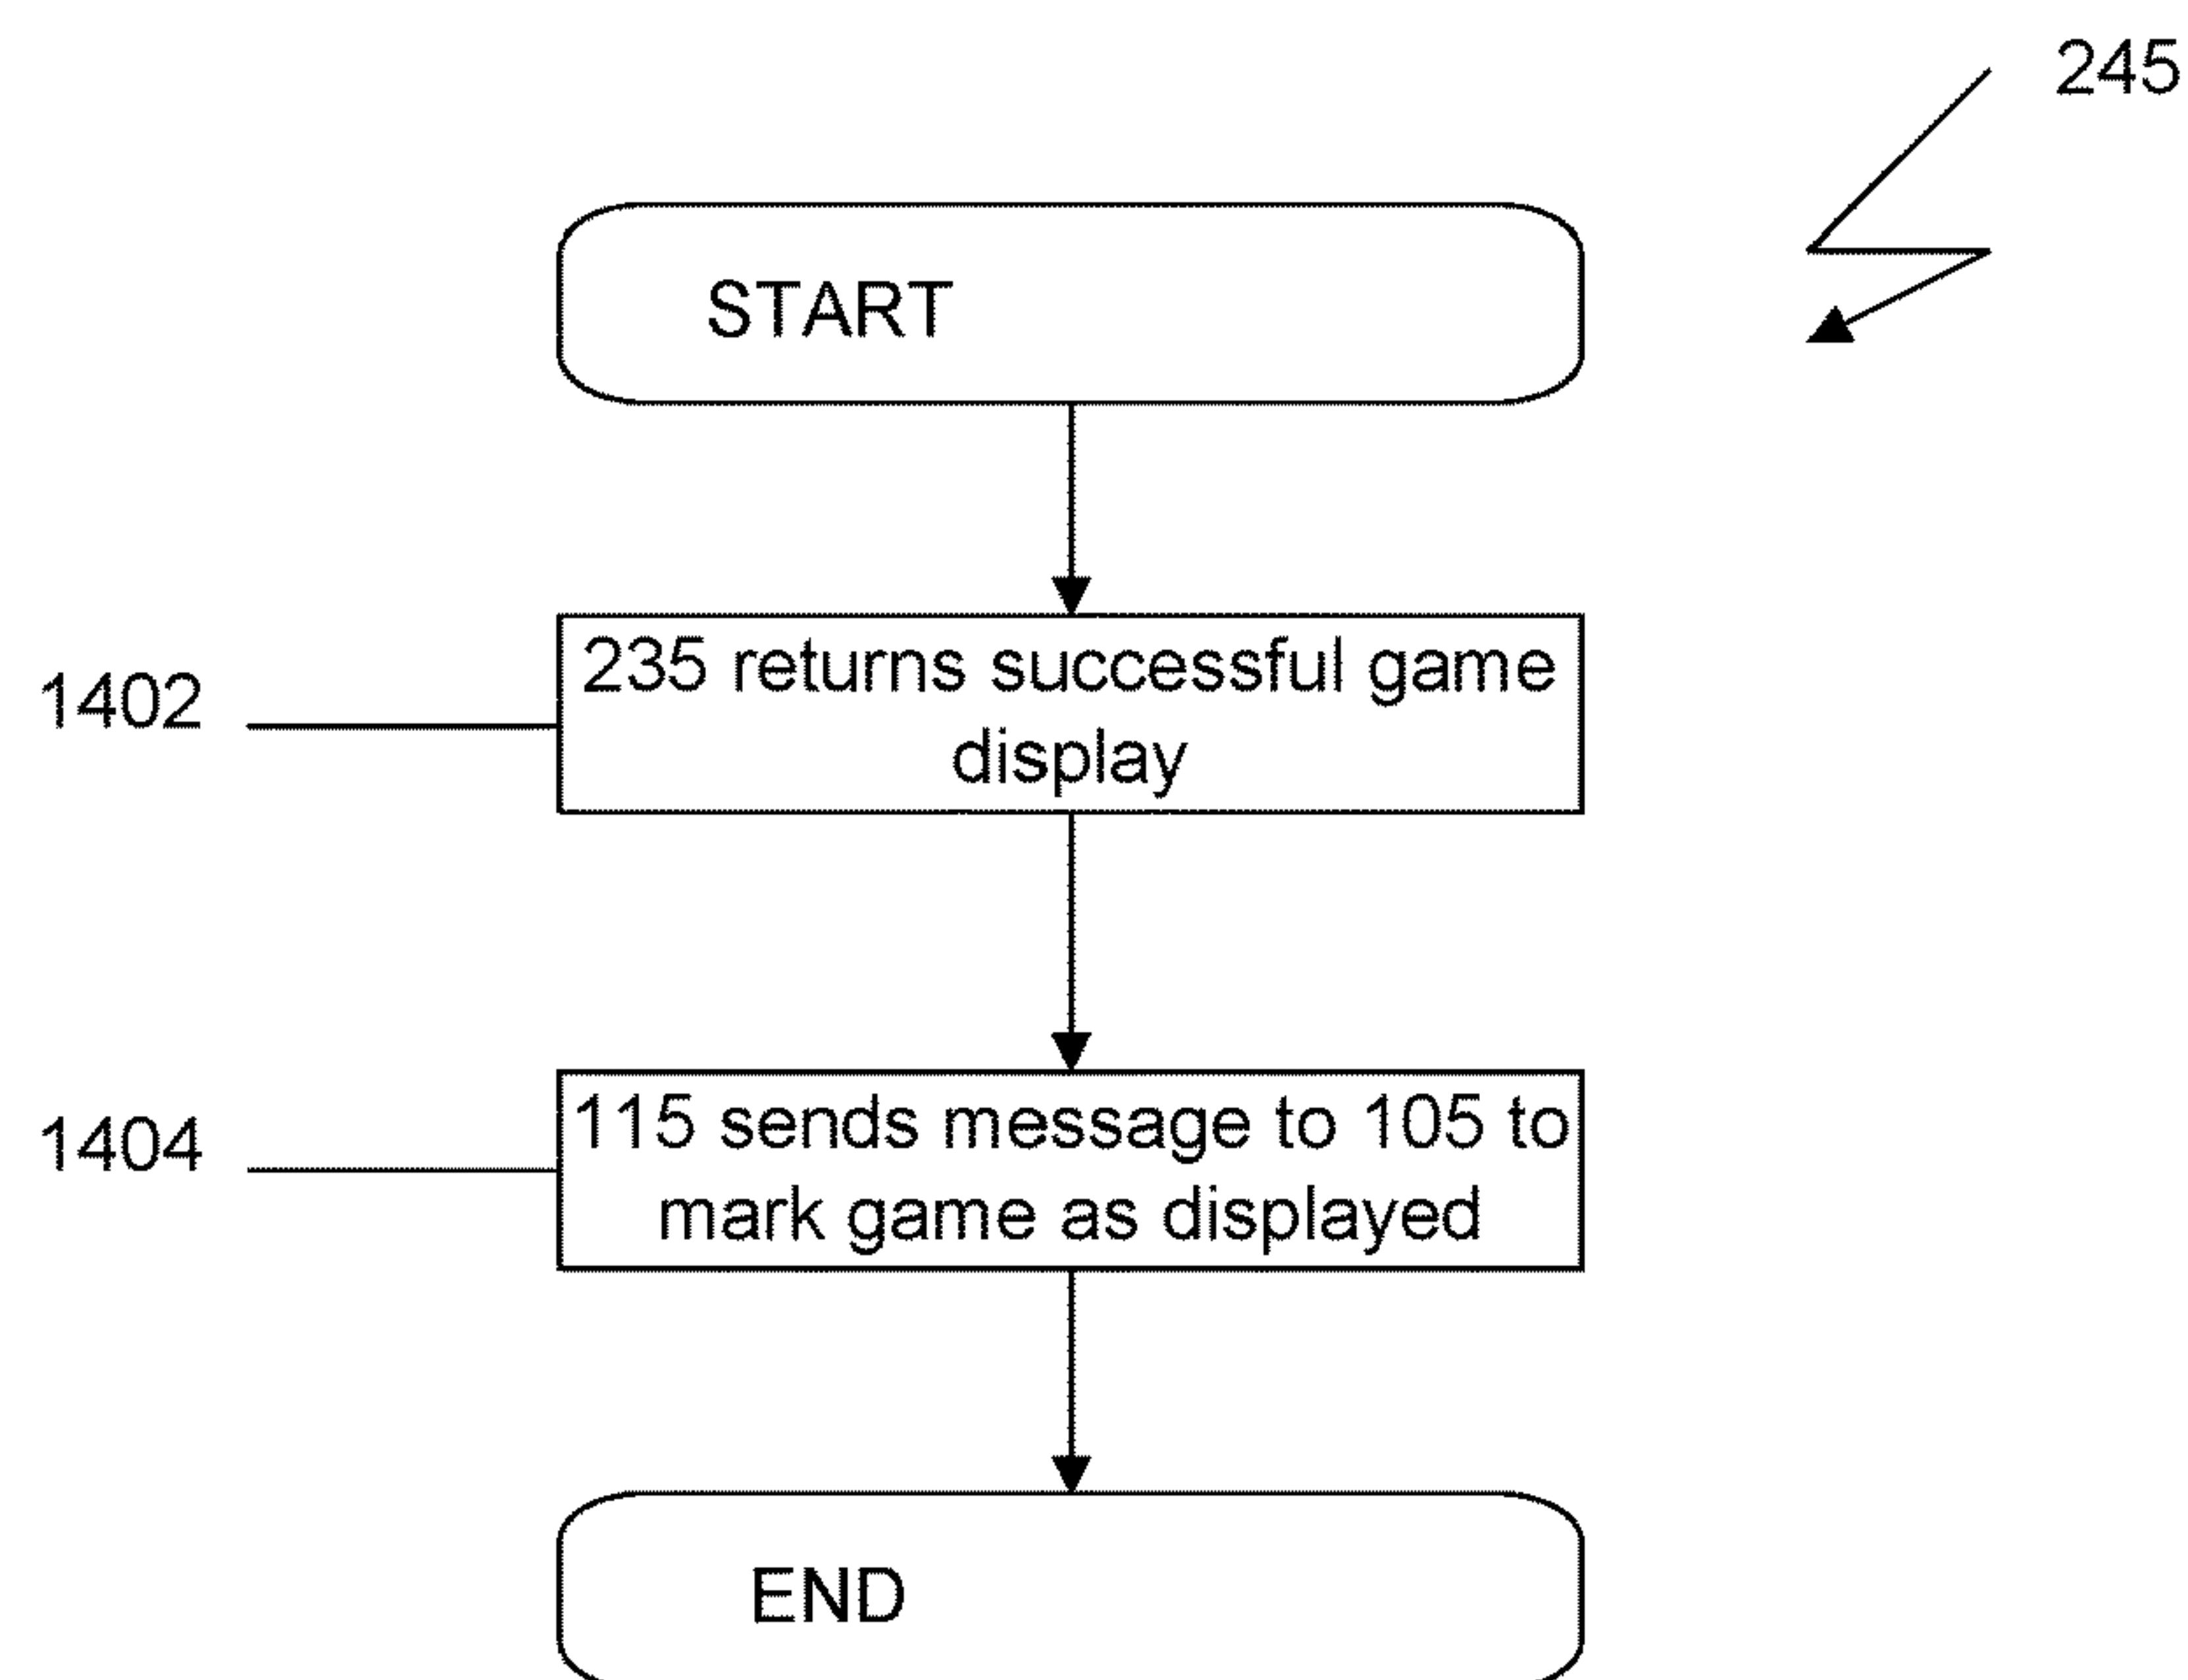 245
START
235 returns successful game
display
1402
115 sends message to 105 to
mark game as displayed
1404
END